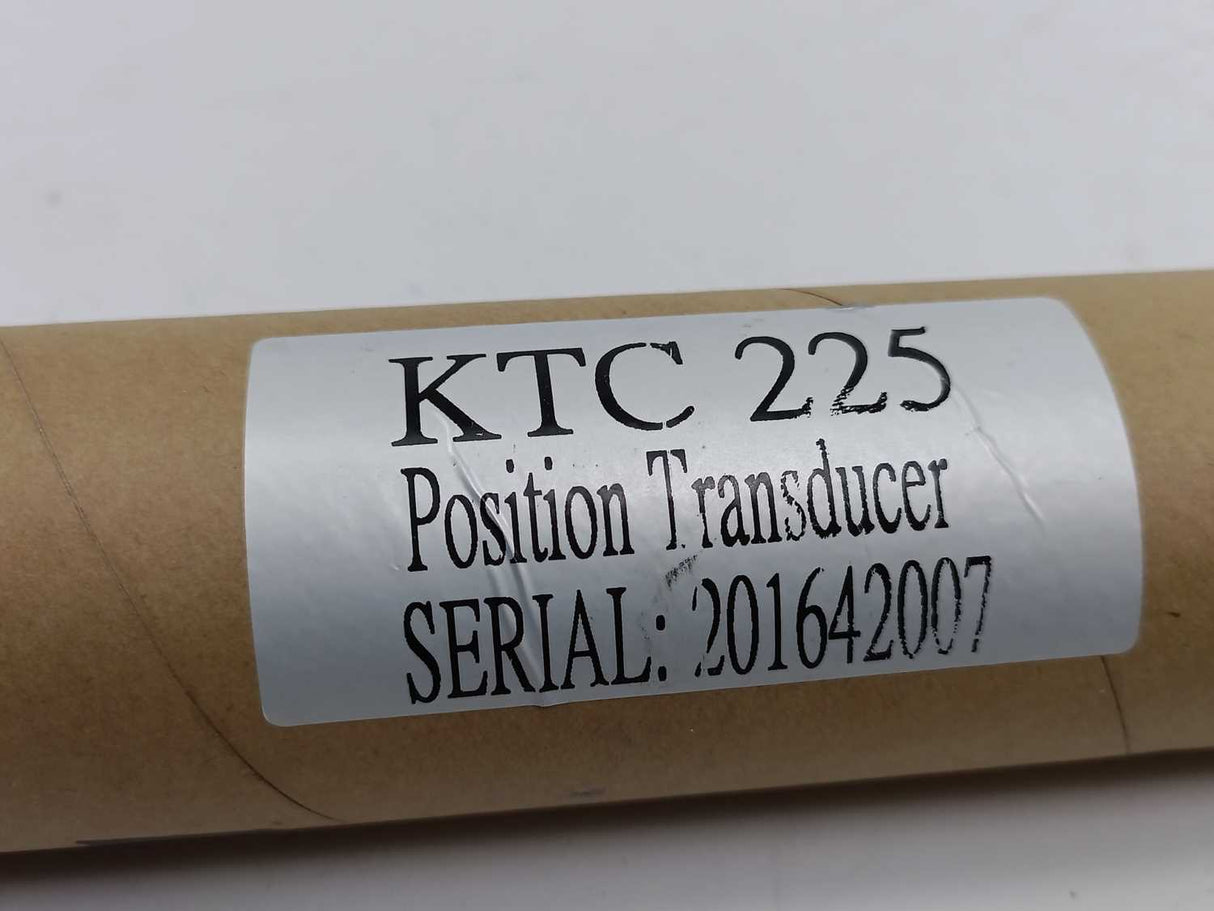 KTC 225
Position Transducer
SERIAL: 201642007